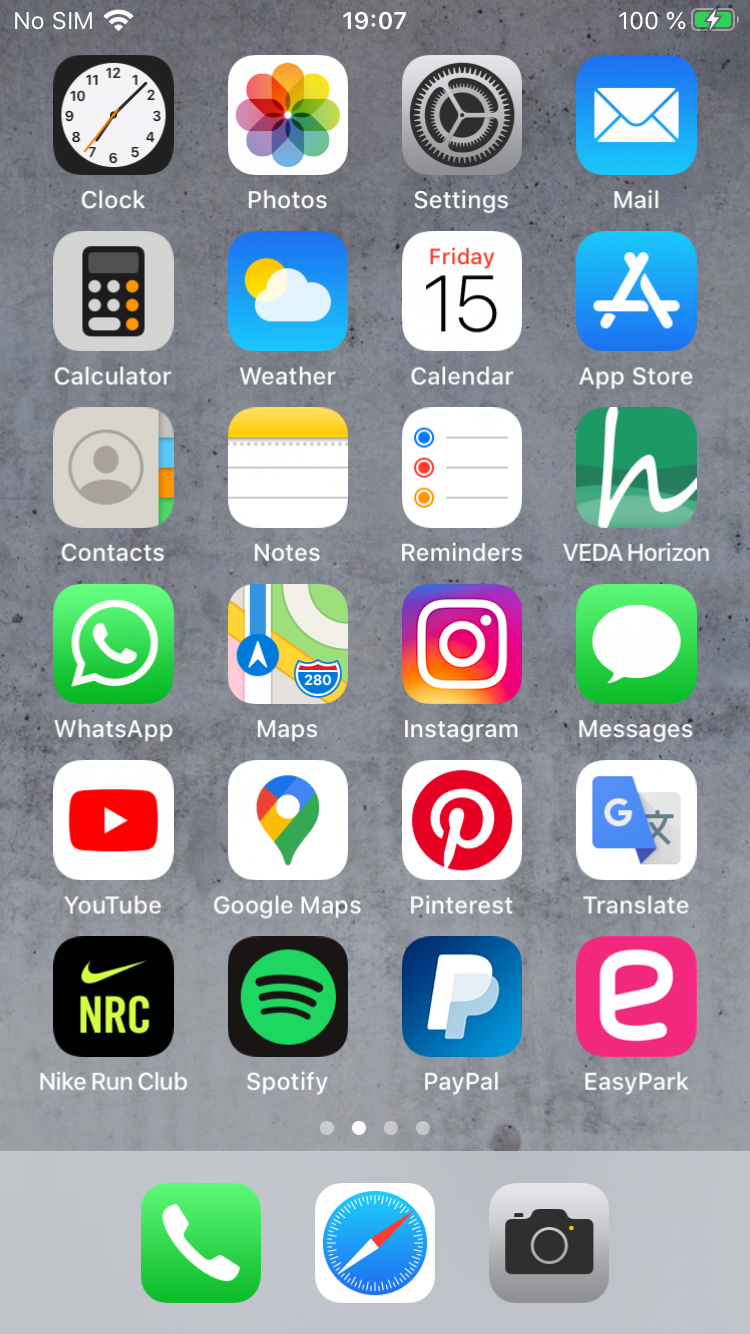 No SIM 19:07 100 %
12
11 1
10 2
9 3
8 4
7 5
6
Clock Photos Settings Mail
Friday
15
Calculator Weather Calendar App Store
Contacts Notes Reminders VEDA Horizon
280
WhatsApp Maps Instagram Messages
G 文
YouTube Google Maps Pinterest Translate
NRC
Nike Run Club Spotify PayPal EasyPark